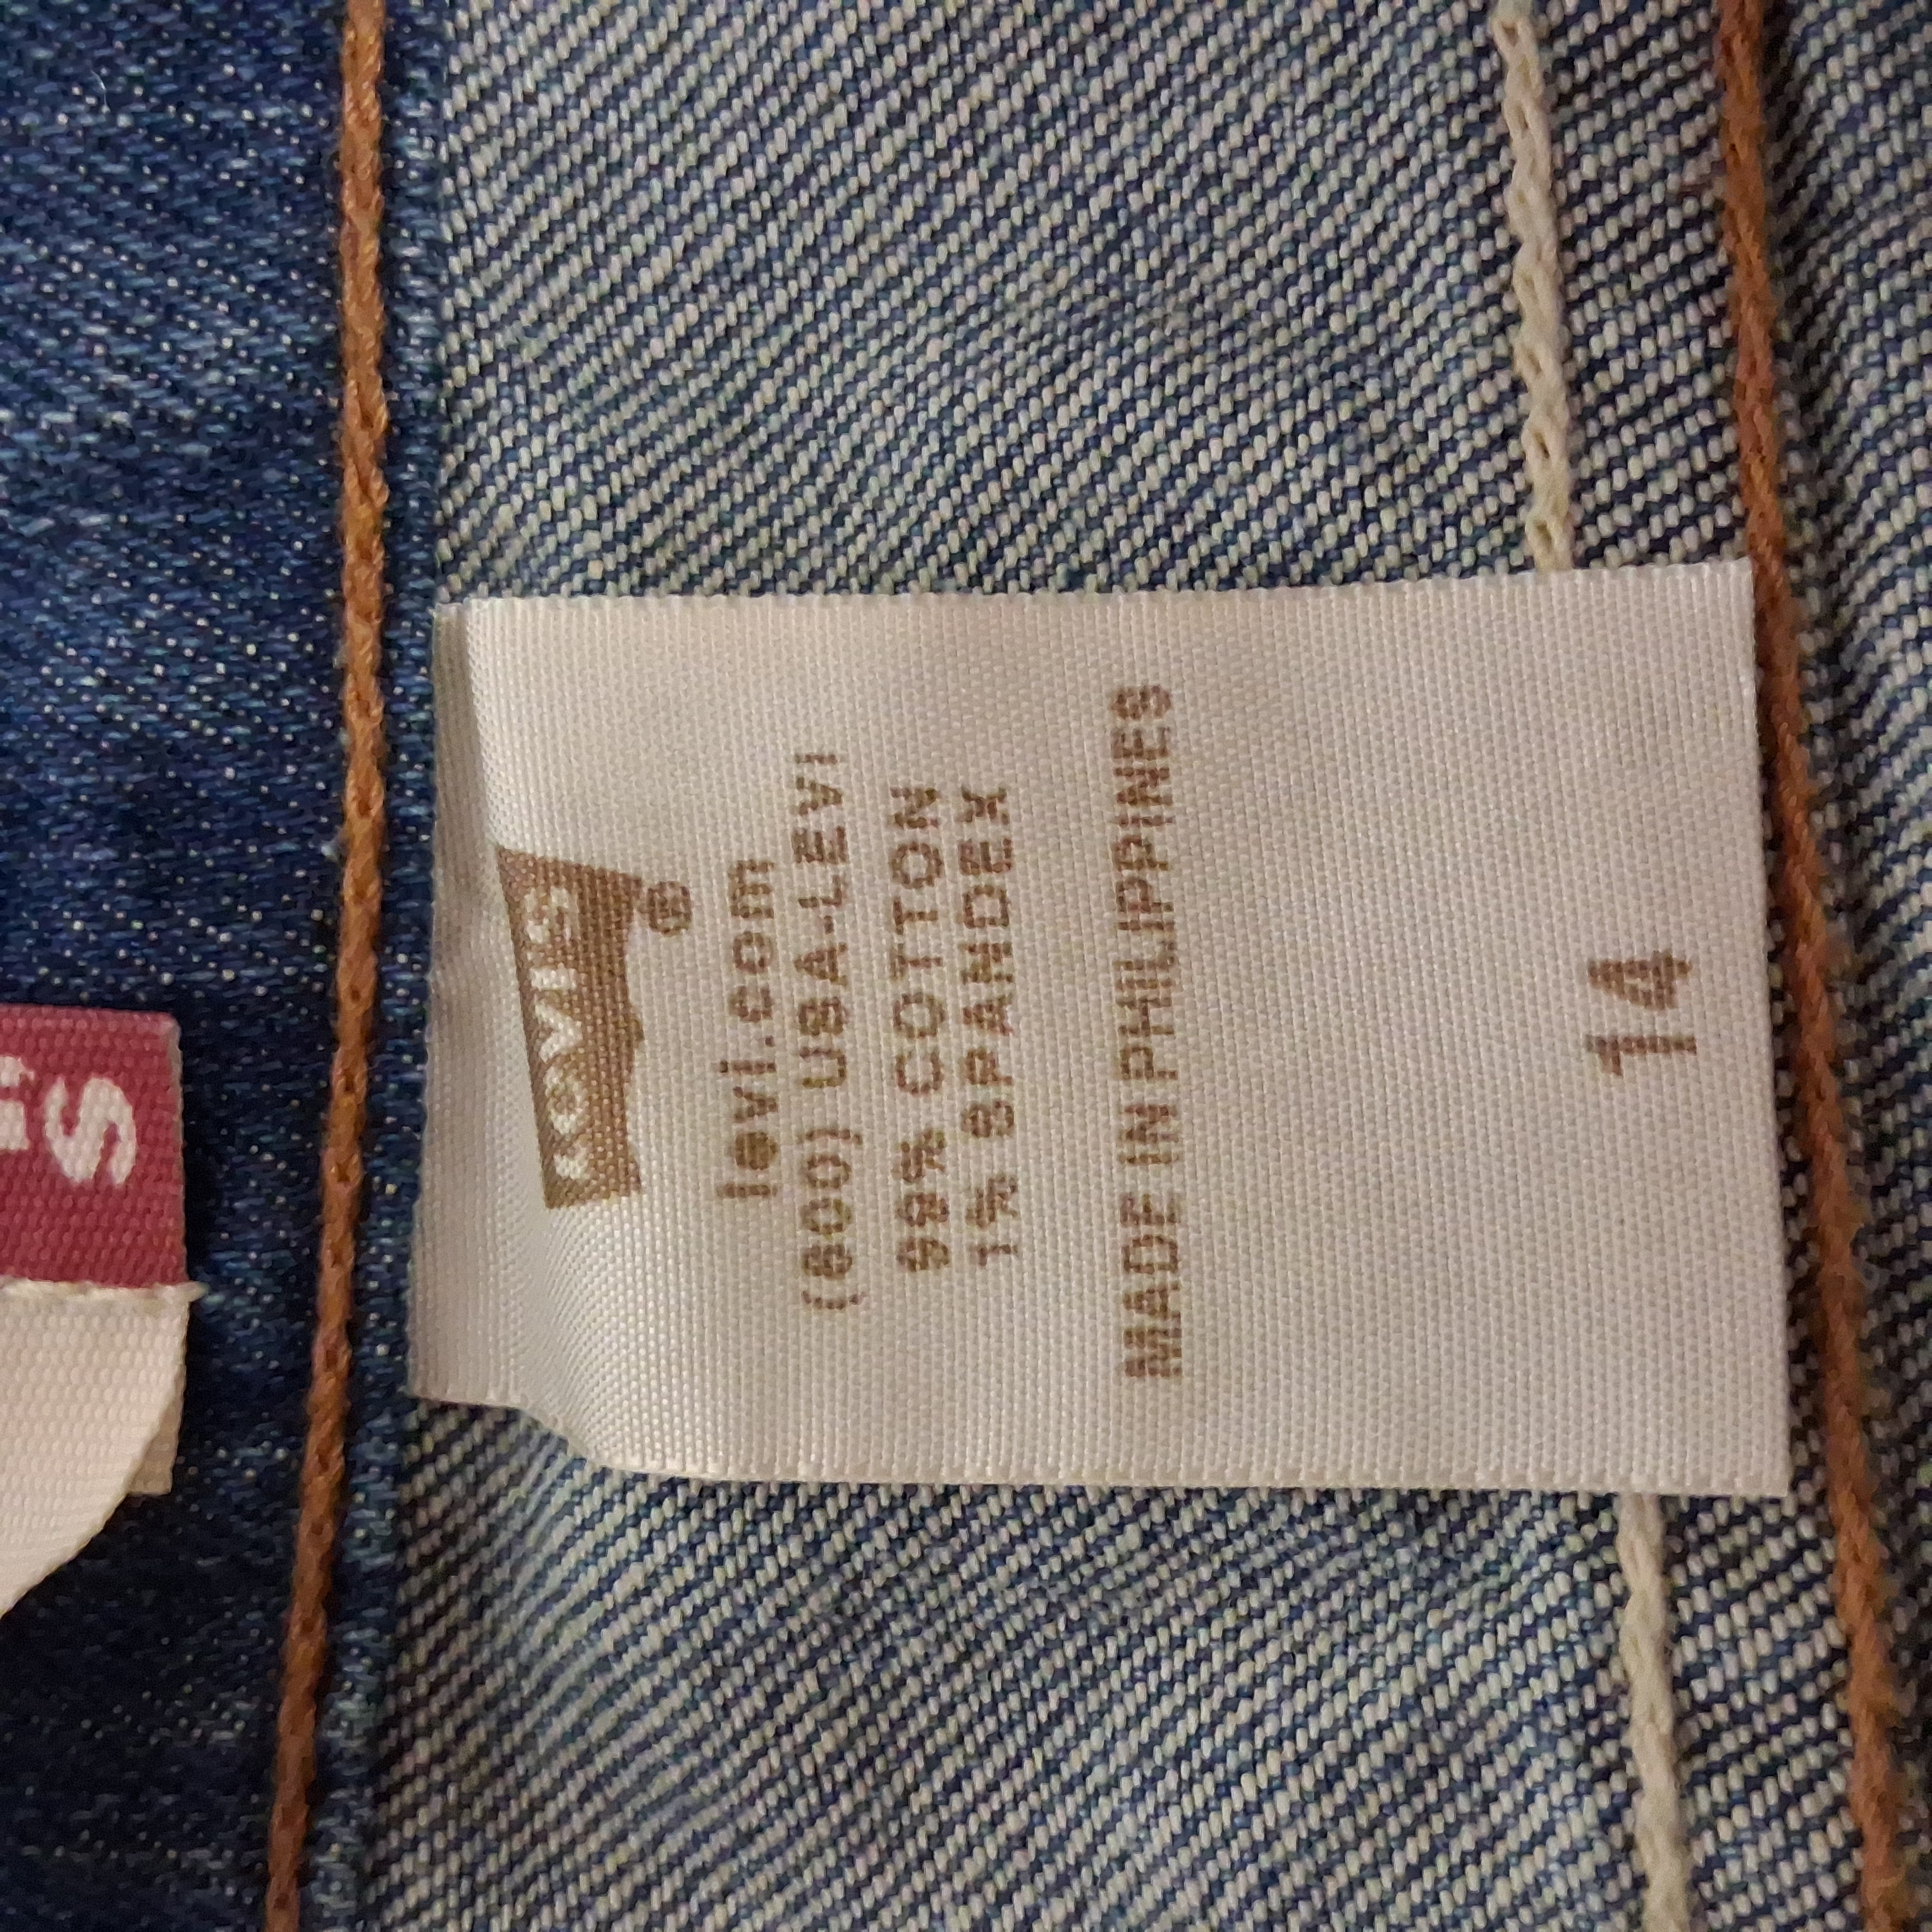 Levi's
®
levi.com
(800) USA-LEVI
99% COTTON
1% SPANDEX
MADE IN PHILIPPINES
14